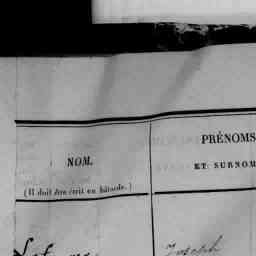 PRÉNOMS
NOM.
ET SURNOM
(Il doit être écrit en bâtarde.)
Joseph